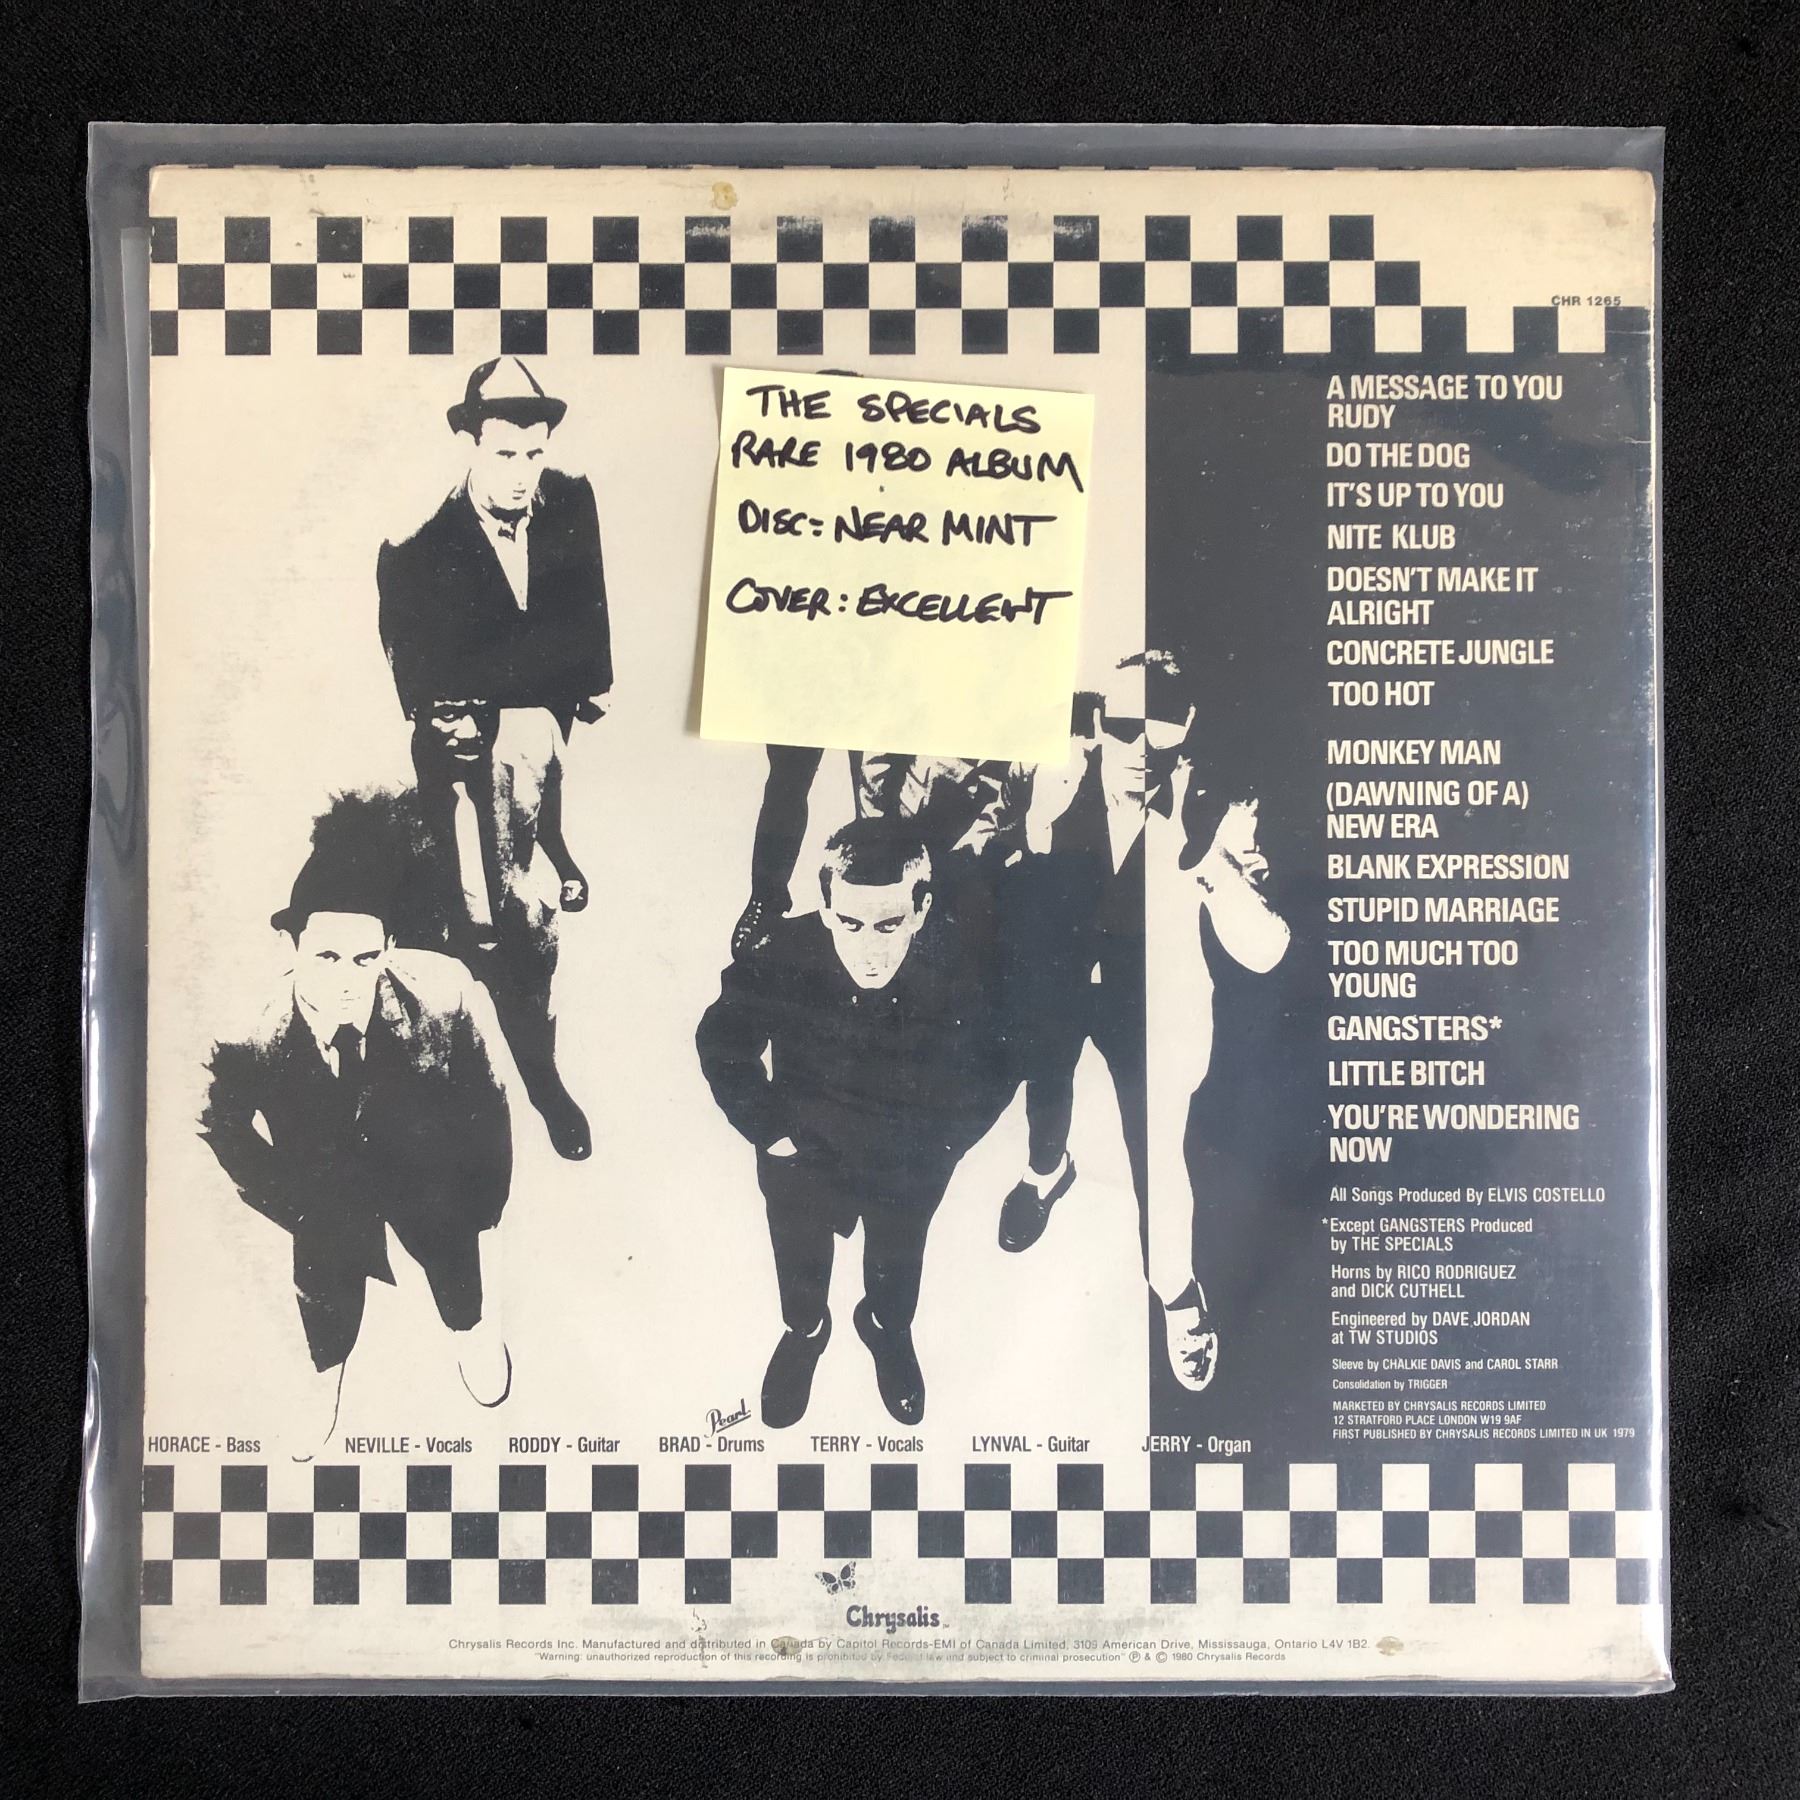 CHR 1265
THE SPECIALS
RARE 1980 ALBUM
DISC: NEAR MINT
COVER: EXCELLENT
A MESSAGE TO YOU
RUDY
DO THE DOG
IT'S UP TO YOU
NITE KLUB
DOESN'T MAKE IT
ALRIGHT
CONCRETE JUNGLE
TOO HOT
MONKEY MAN
(DAWNING OF A)
NEW ERA
BLANK EXPRESSION
STUPID MARRIAGE
TOO MUCH TOO
YOUNG
GANGSTERS*
LITTLE BITCH
YOU'RE WONDERING
NOW
All Songs Produced By ELVIS COSTELLO
*Except GANGSTERS Produced
by THE SPECIALS
Horns by RICO RODRIGUEZ
and DICK CUTHELL
Engineered by DAVE JORDAN
at TW STUDIOS
Sleeve by CHALKIE DAVIS and CAROL STARR
Consolidation by TRIGGER
MARKETED BY CHRYSALIS RECORDS LIMITED
12 STRATFORD PLACE LONDON W19 9AF
FIRST PUBLISHED BY CHRYSALIS RECORDS LIMITED IN UK 1979
Pearl
HORACE - Bass NEVILLE - Vocals RODDY - Guitar BRAD - Drums TERRY - Vocals LYNVAL - Guitar JERRY - Organ
Chrysalis TM
Chrysalis Records Inc. Manufactured and distributed in Canada by Capitol Records-EMI of Canada Limited, 3109 American Drive, Mississauga, Ontario L4V 1B2.
"Warning: unauthorized reproduction of this recording is prohibited by Federal law and subject to criminal prosecution" ℗ & © 1980 Chrysalis Records